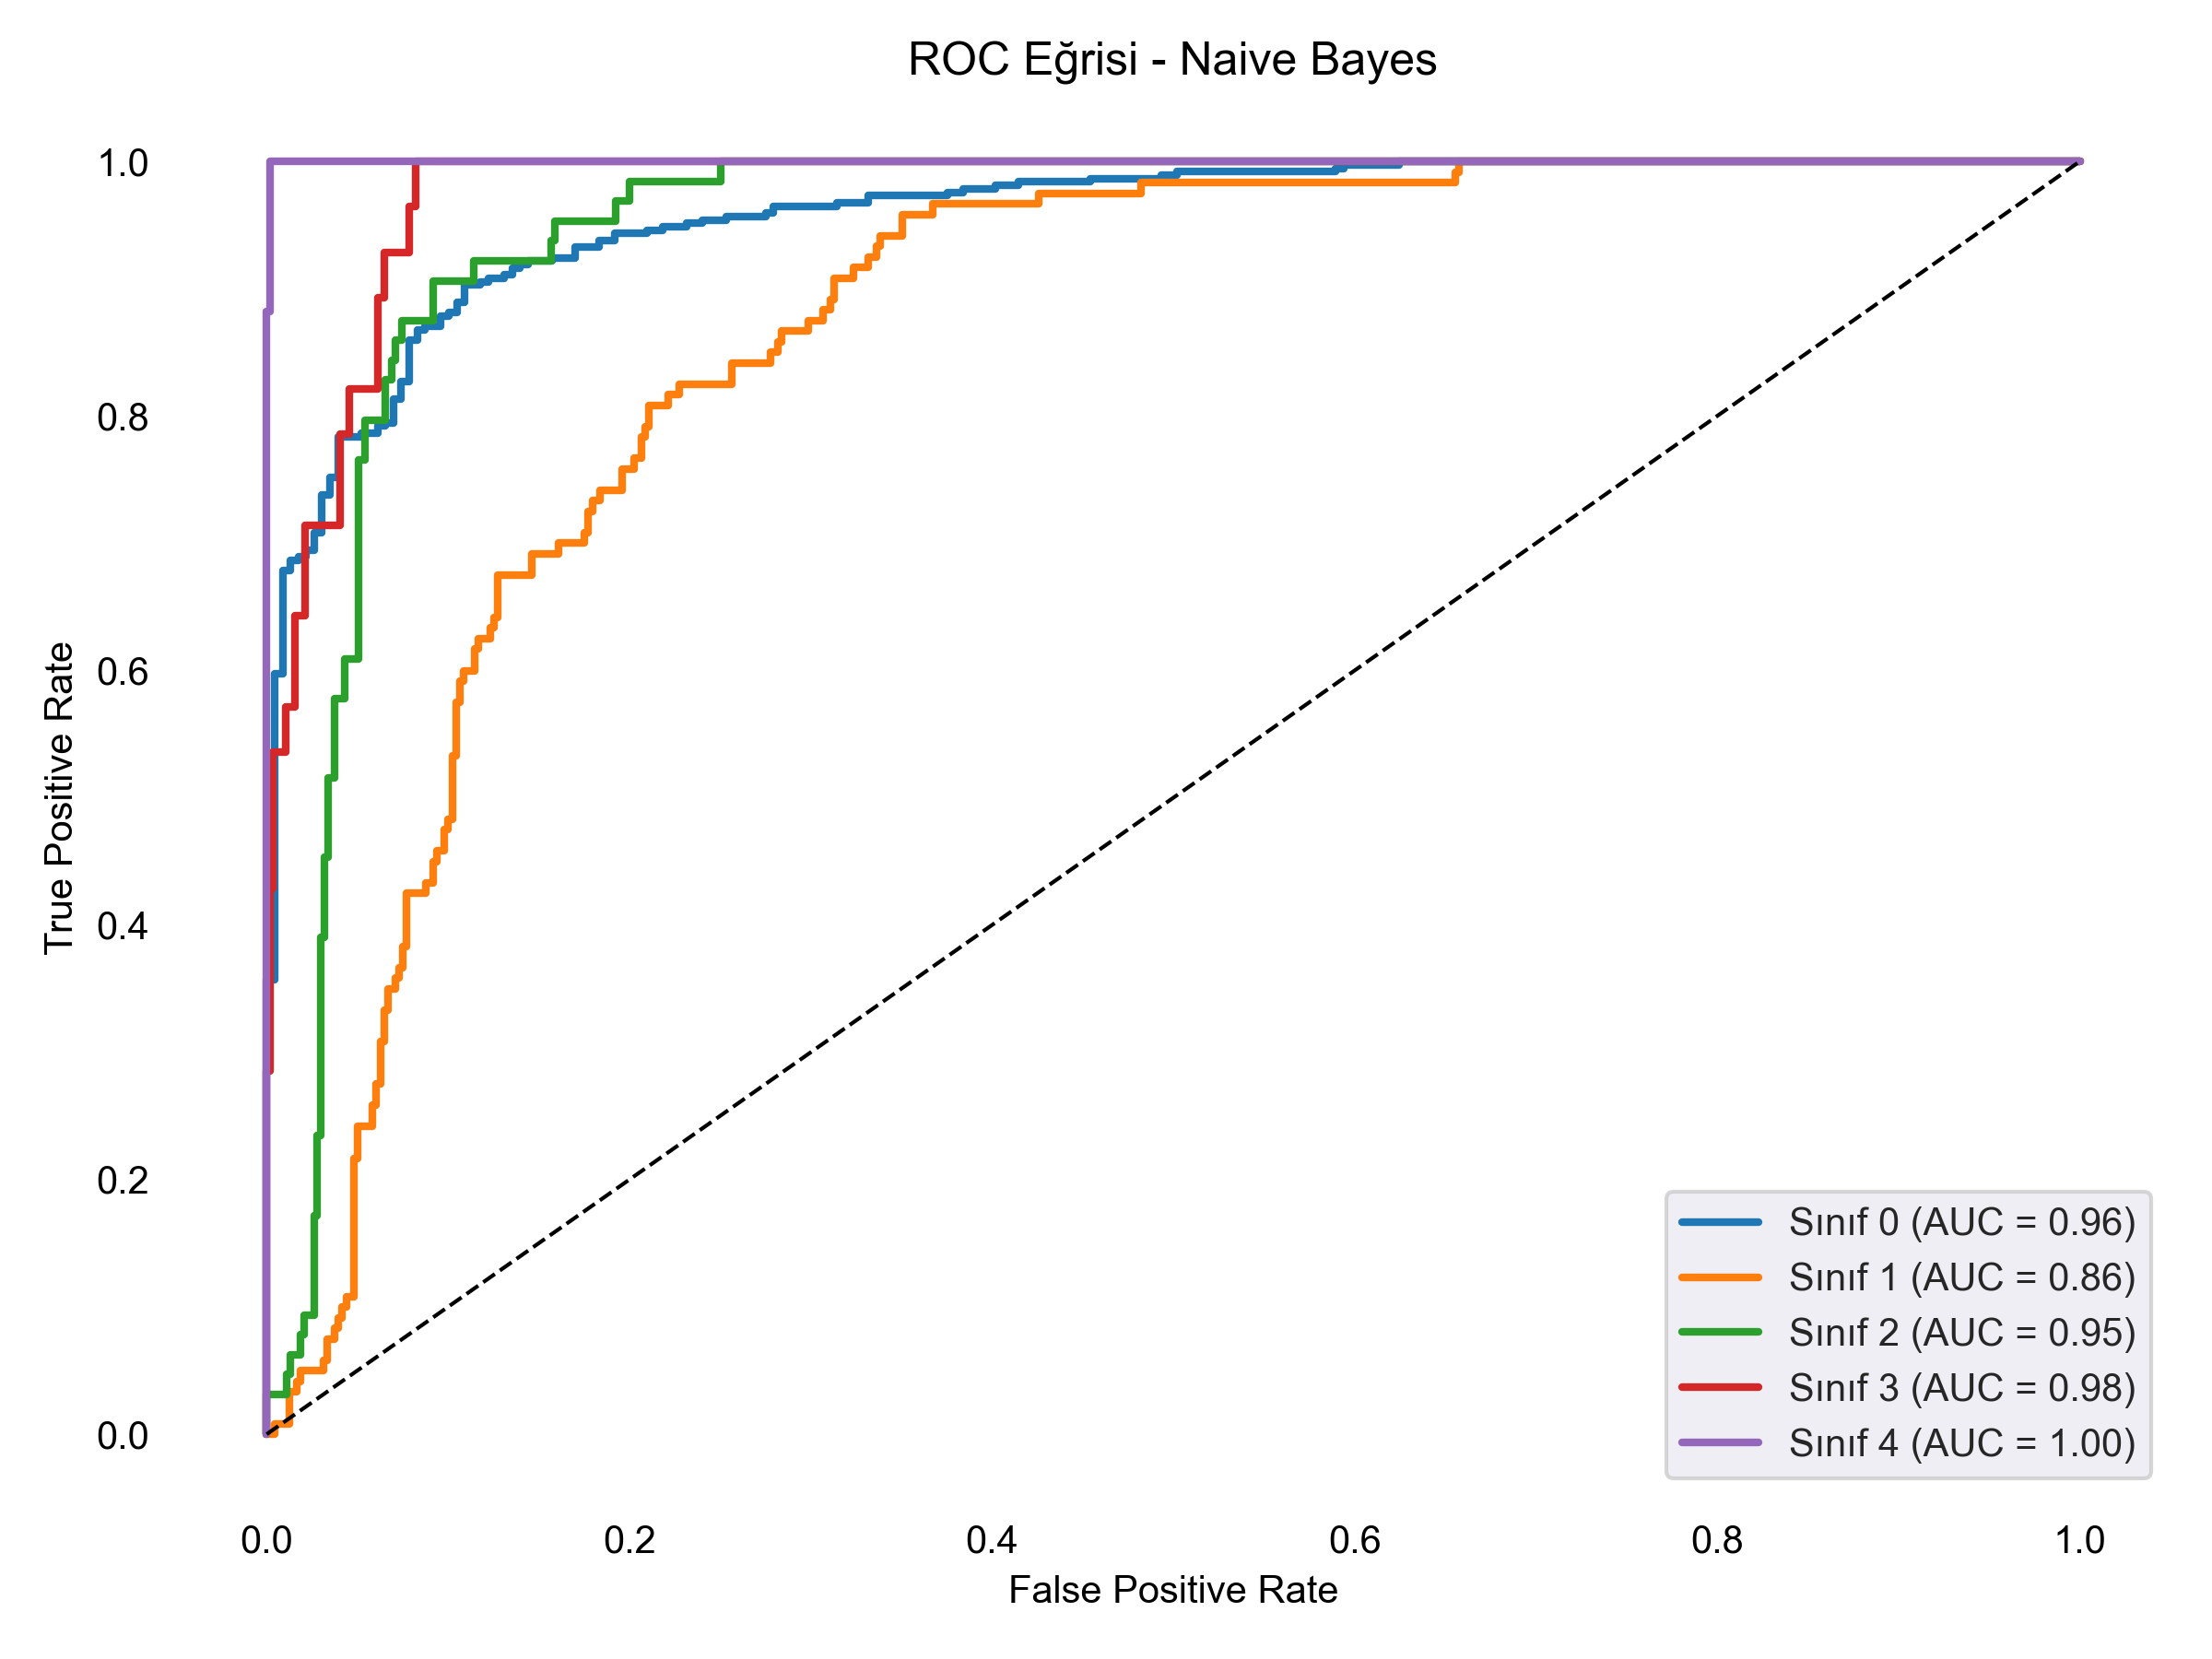 ROC Eğrisi - Naive Bayes
1.0
0.8
0.6
0.4
0.2
0.0
True Positive Rate
0.0 0.2 0.4 0.6 0.8 1.0
False Positive Rate
Sınıf 0 (AUC = 0.96)
Sınıf 1 (AUC = 0.86)
Sınıf 2 (AUC = 0.95)
Sınıf 3 (AUC = 0.98)
Sınıf 4 (AUC = 1.00)